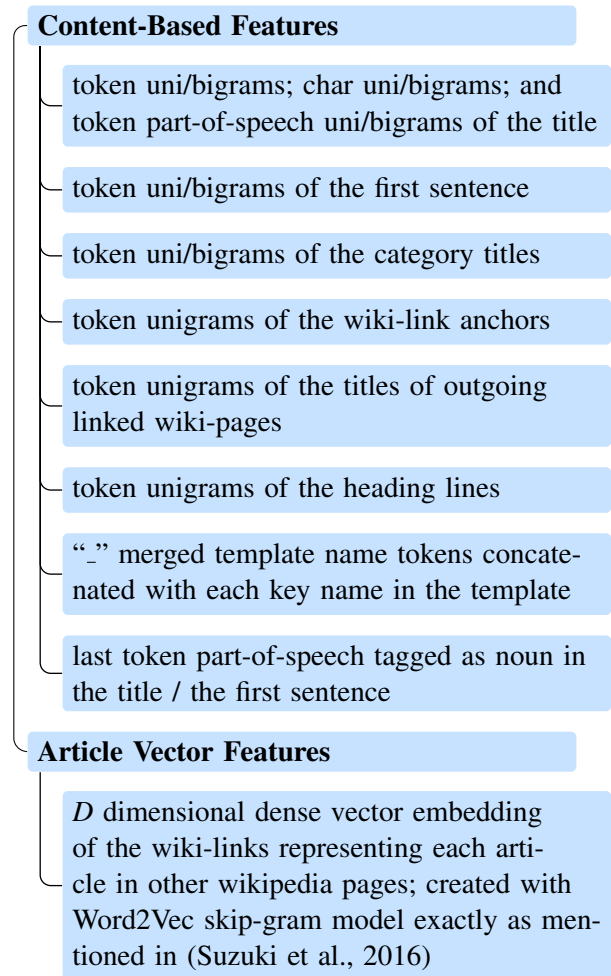 Content-Based Features
token uni/bigrams; char uni/bigrams; and
token part-of-speech uni/bigrams of the title
token uni/bigrams of the first sentence
token uni/bigrams of the category titles
token unigrams of the wiki-link anchors
token unigrams of the titles of outgoing
linked wiki-pages
token unigrams of the heading lines
“_” merged template name tokens concate-
nated with each key name in the template
last token part-of-speech tagged as noun in
the title / the first sentence
Article Vector Features
D dimensional dense vector embedding
of the wiki-links representing each arti-
cle in other wikipedia pages; created with
Word2Vec skip-gram model exactly as men-
tioned in (Suzuki et al., 2016)